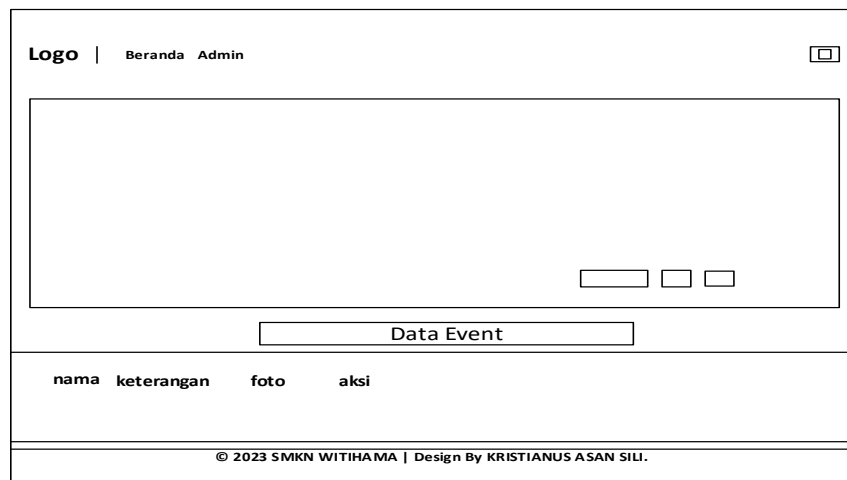 Logo | Beranda Admin
Data Event
nama keterangan foto aksi
© 2023 SMKN WITIHAMA | Design By KRISTIANUS ASAN SILI.